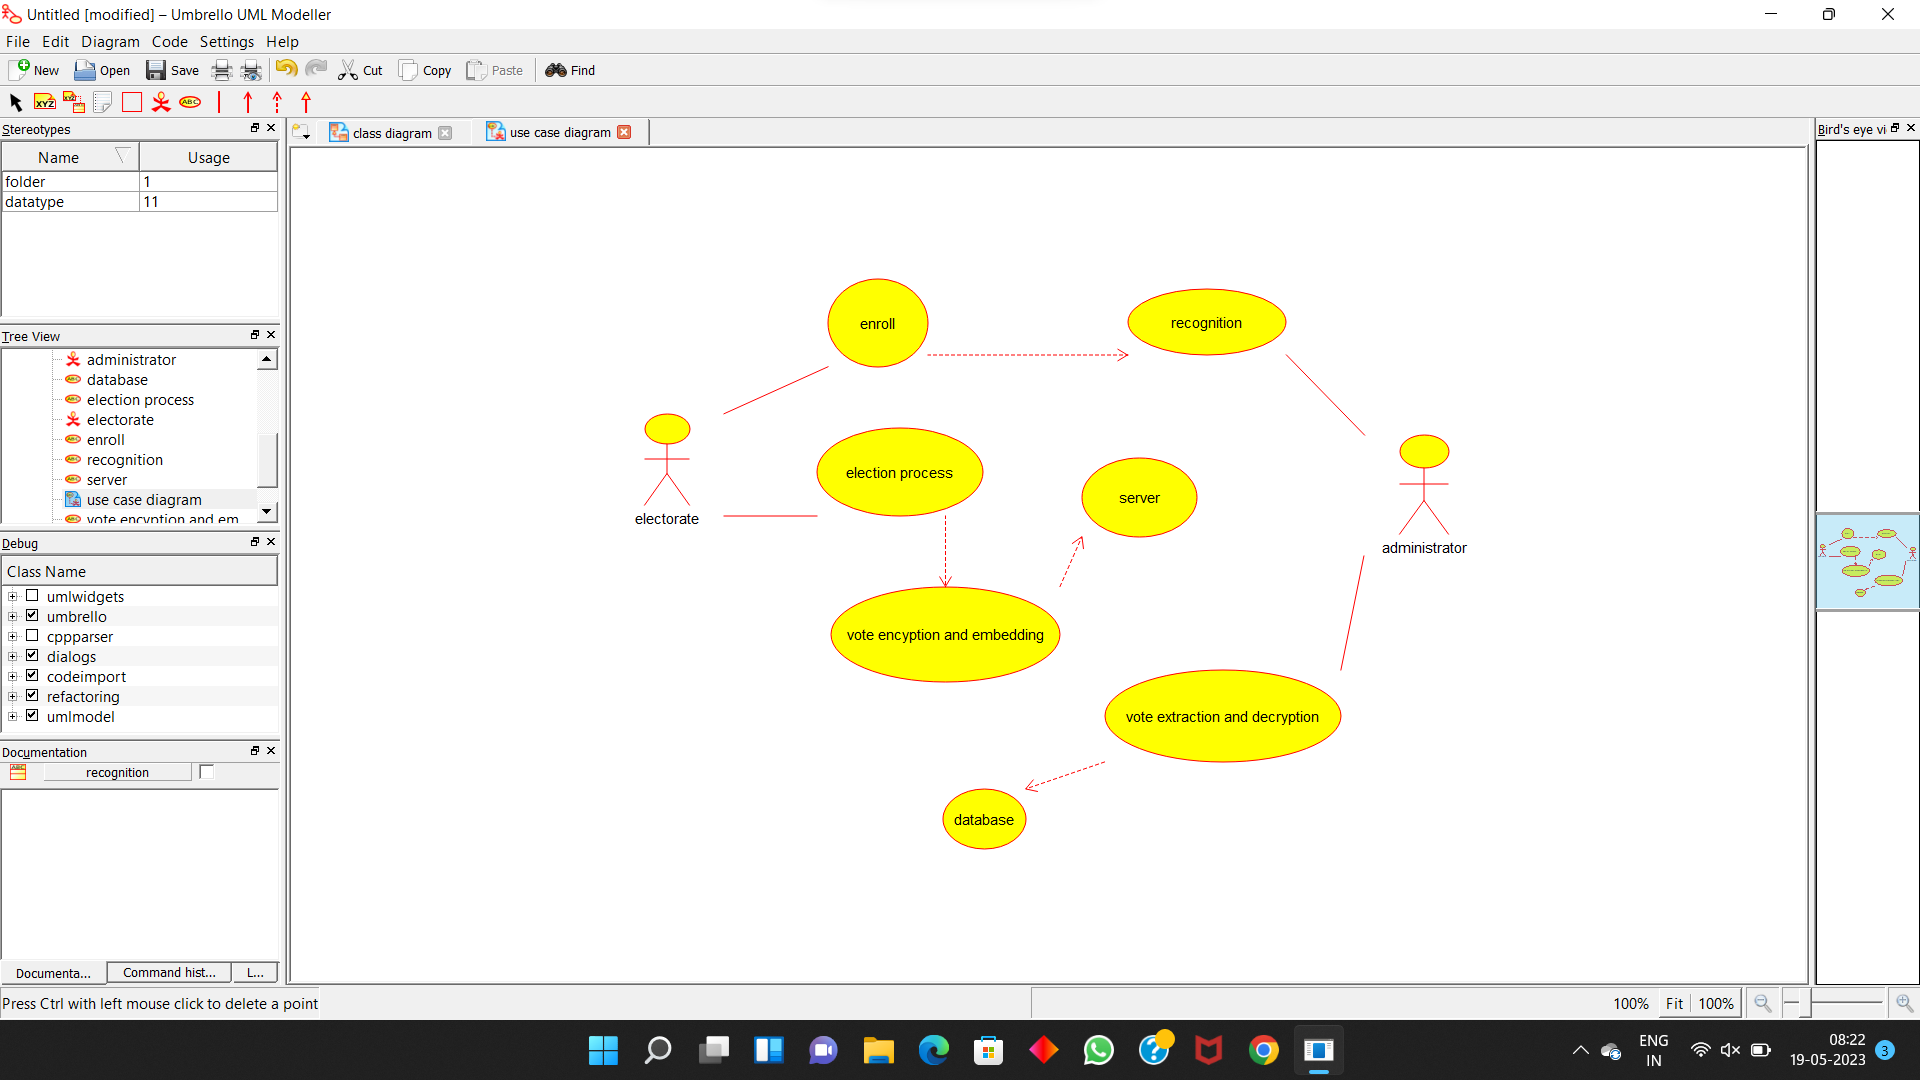 Untitled [modified] – Umbrello UML Modeller
File Edit Diagram Code Settings Help
New Open Save Cut Copy Paste Find
XYZ XYZ ABC
Stereotypes
Name Usage
folder 1
datatype 11
Tree View
administrator
database
election process
electorate
enroll
recognition
server
use case diagram
vote encyption and em
Debug
Class Name
umlwidgets
umbrello
cppparser
dialogs
codeimport
refactoring
umlmodel
Documentation
recognition
Documenta... Command hist... L...
class diagram use case diagram
enroll
recognition
election process
server
electorate
administrator
vote encyption and embedding
vote extraction and decryption
database
Bird's eye vi
Press Ctrl with left mouse click to delete a point
100% Fit 100%
ENG
IN
08:22
19-05-2023
3